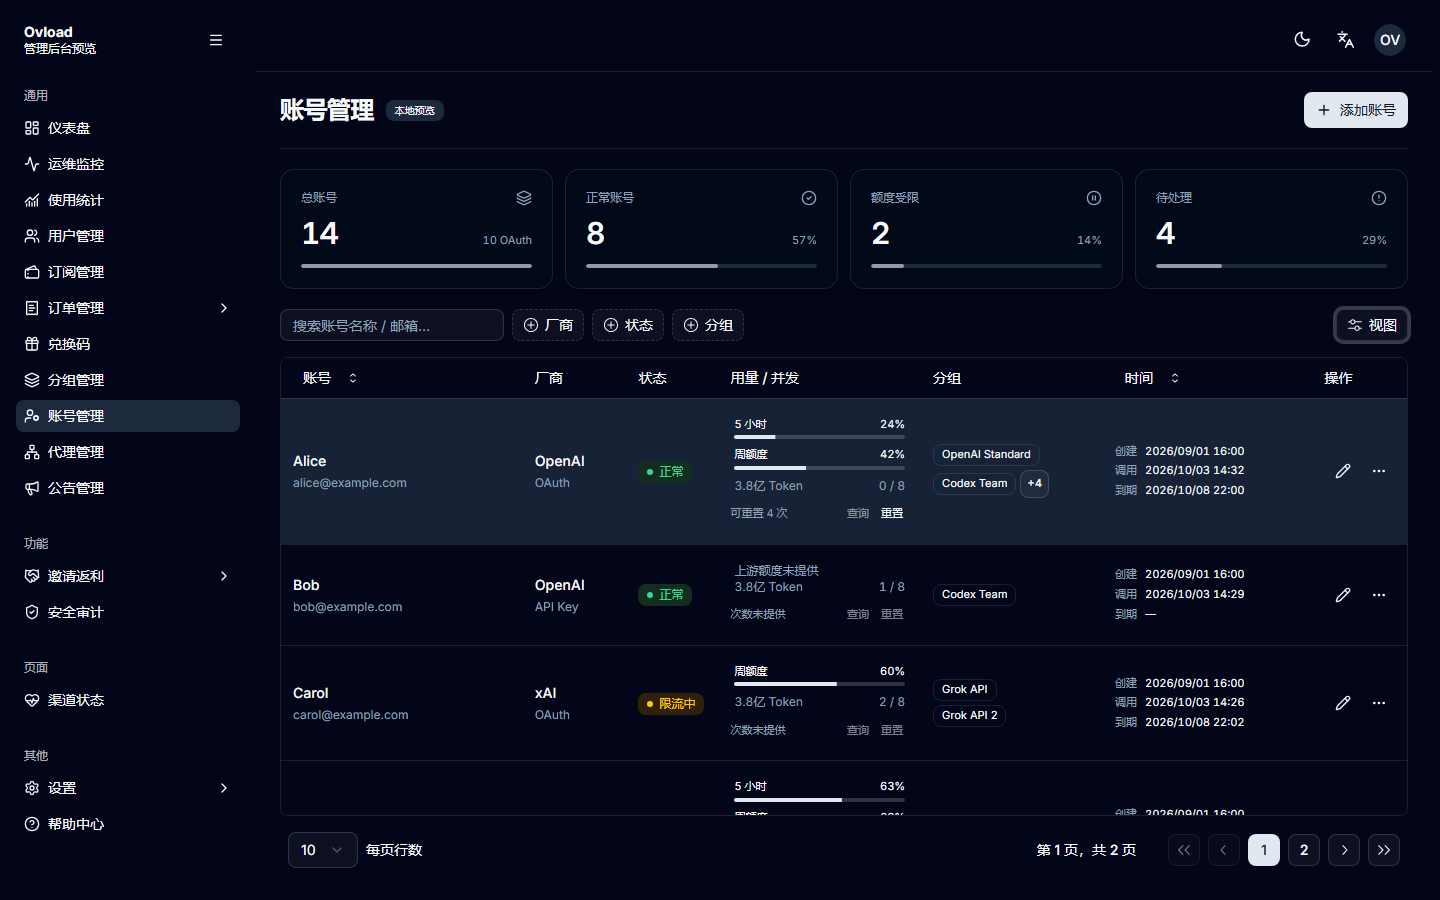 Ovload
管理后台预览
通用
仪表盘
运维监控
使用统计
用户管理
订阅管理
订单管理
兑换码
分组管理
账号管理
代理管理
公告管理
功能
邀请返利
安全审计
页面
渠道状态
其他
设置
帮助中心
OV
账号管理 本地预览
添加账号
总账号
14 10 OAuth
正常账号
8 57%
额度受限
2 14%
待处理
4 29%
搜索账号名称 / 邮箱... 厂商 状态 分组 视图
账号 厂商 状态 用量 / 并发 分组 时间 操作
Alice
alice@example.com
OpenAI
OAuth
正常
5 小时 24%
周额度 42%
3.8亿 Token 0 / 8
可重置 4 次 查询 重置
OpenAI Standard
Codex Team +4
创建 2026/09/01 16:00
调用 2026/10/03 14:32
到期 2026/10/08 22:00
Bob
bob@example.com
OpenAI
API Key
正常
上游额度未提供
3.8亿 Token 1 / 8
次数未提供 查询 重置
Codex Team
创建 2026/09/01 16:00
调用 2026/10/03 14:29
到期 —
Carol
carol@example.com
xAI
OAuth
限流中
周额度 60%
3.8亿 Token 2 / 8
次数未提供 查询 重置
Grok API
Grok API 2
创建 2026/09/01 16:00
调用 2026/10/03 14:26
到期 2026/10/08 22:02
5 小时 63%
周额度
创建 2026/09/01 16:00
10 每页行数
第 1 页，共 2 页
1 2